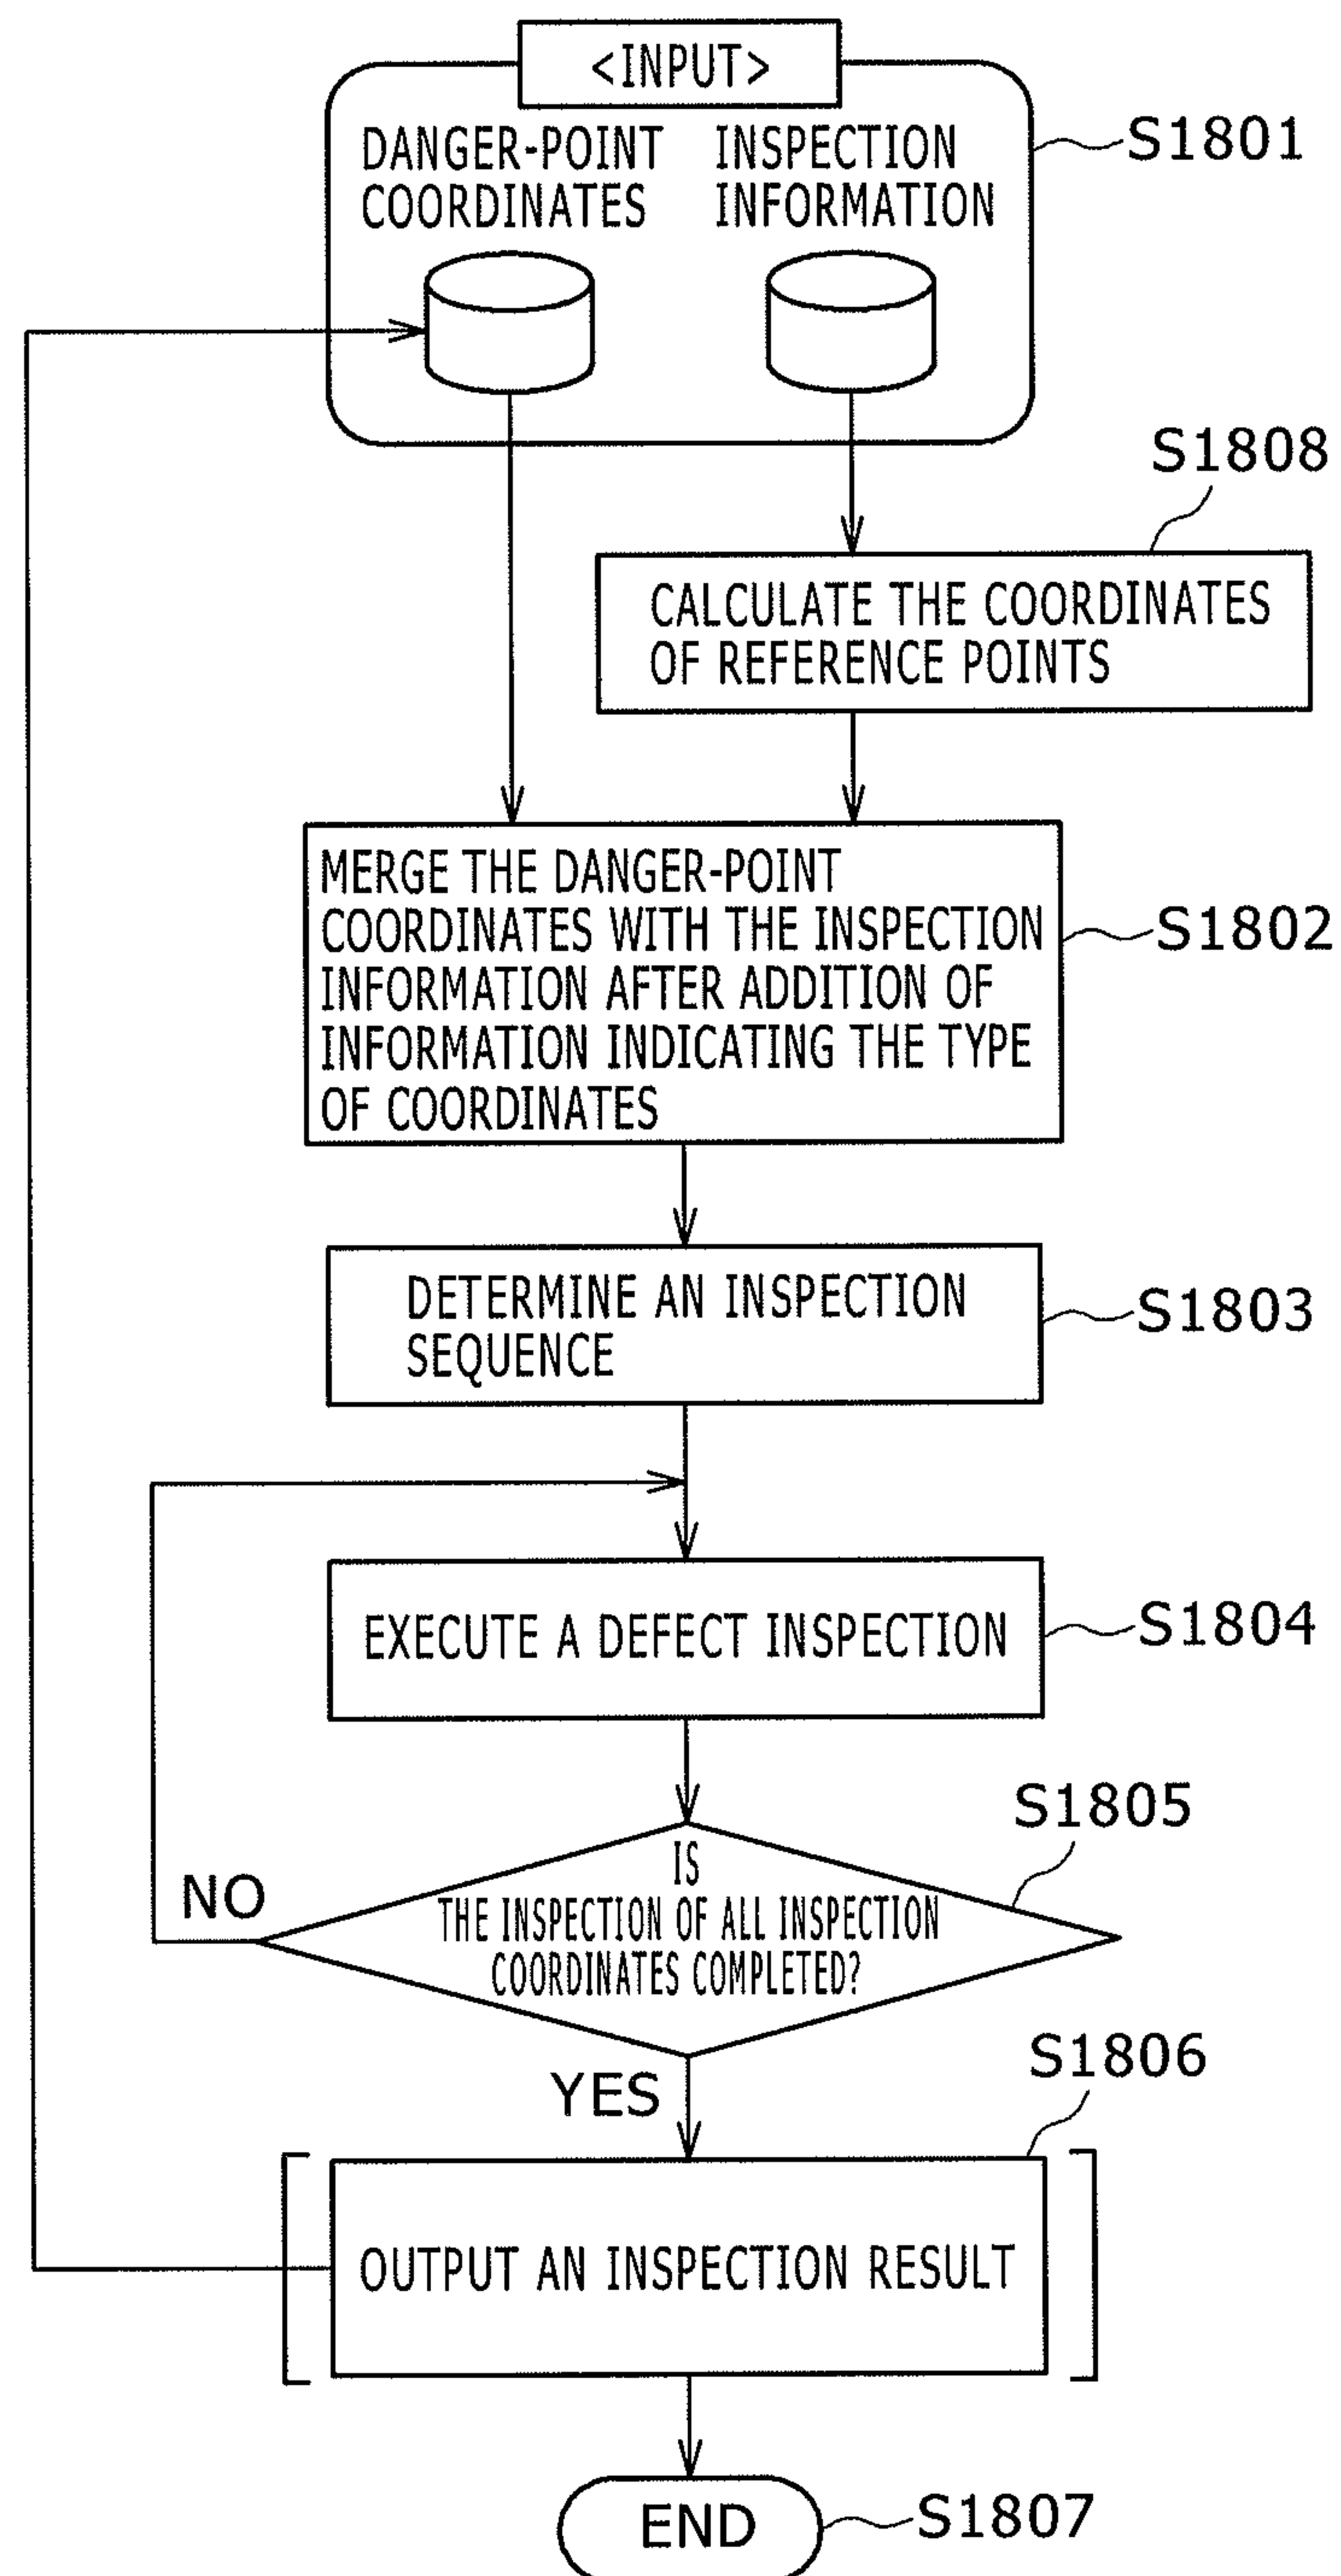 <INPUT>
DANGER-POINT
COORDINATES
INSPECTION
INFORMATION
S1801
S1808
CALCULATE THE COORDINATES
OF REFERENCE POINTS
MERGE THE DANGER-POINT
COORDINATES WITH THE INSPECTION
INFORMATION AFTER ADDITION OF
INFORMATION INDICATING THE TYPE
OF COORDINATES
S1802
DETERMINE AN INSPECTION
SEQUENCE
S1803
EXECUTE A DEFECT INSPECTION
S1804
S1805
IS
THE INSPECTION OF ALL INSPECTION
COORDINATES COMPLETED?
NO
YES
S1806
OUTPUT AN INSPECTION RESULT
END
S1807